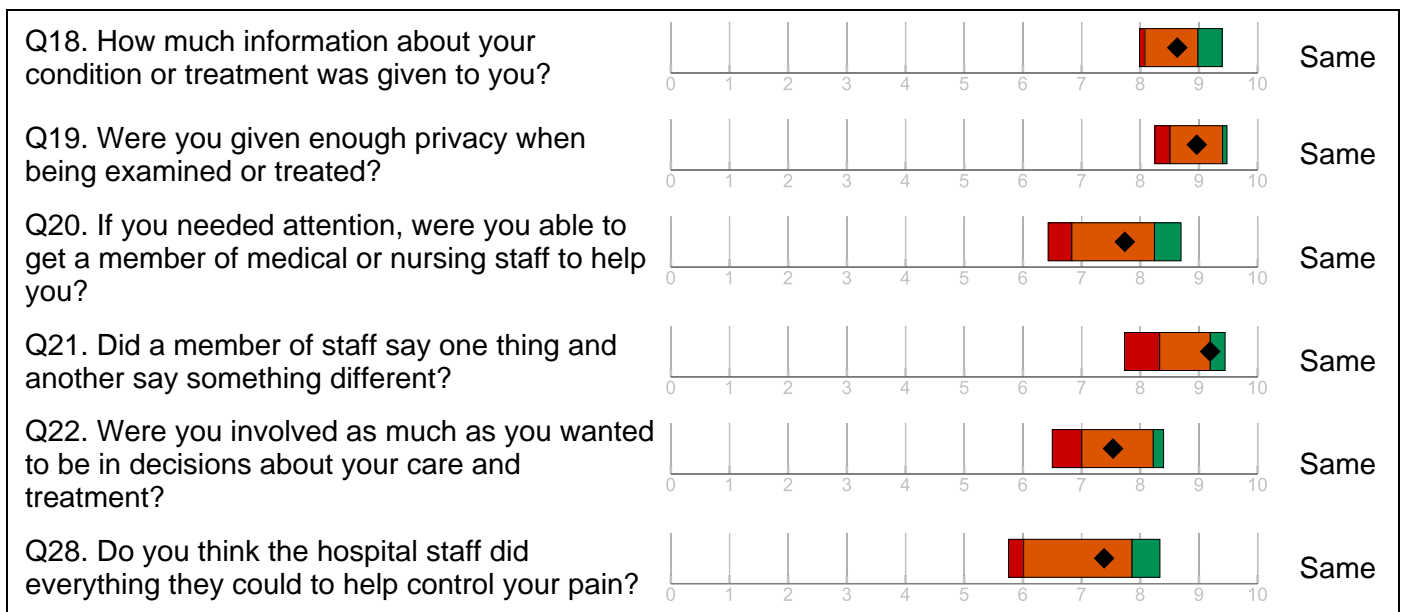 Q18. How much information about your
condition or treatment was given to you?
0 1 2 3 4 5 6 7 8 9 10
Same
Q19. Were you given enough privacy when
being examined or treated?
0 1 2 3 4 5 6 7 8 9 10
Same
Q20. If you needed attention, were you able to
get a member of medical or nursing staff to help
you?
0 1 2 3 4 5 6 7 8 9 10
Same
Q21. Did a member of staff say one thing and
another say something different?
0 1 2 3 4 5 6 7 8 9 10
Same
Q22. Were you involved as much as you wanted
to be in decisions about your care and
treatment?
0 1 2 3 4 5 6 7 8 9 10
Same
Q28. Do you think the hospital staff did
everything they could to help control your pain?
0 1 2 3 4 5 6 7 8 9 10
Same